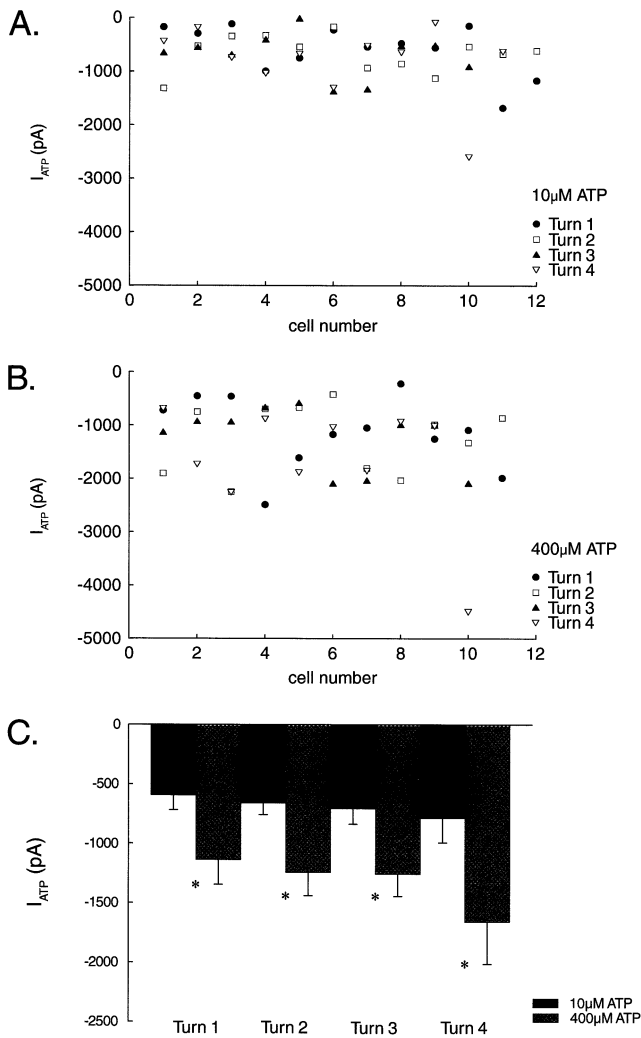 A.
0
-1000
-2000
-3000
-4000
-5000
I_ATP (pA)
0 2 4 6 8 10 12
cell number
10µM ATP
Turn 1
Turn 2
Turn 3
Turn 4
B.
0
-1000
-2000
-3000
-4000
-5000
I_ATP (pA)
0 2 4 6 8 10 12
cell number
400µM ATP
Turn 1
Turn 2
Turn 3
Turn 4
C.
0
-500
-1000
-1500
-2000
-2500
I_ATP (pA)
* * * *
Turn 1 Turn 2 Turn 3 Turn 4
10µM ATP
400µM ATP